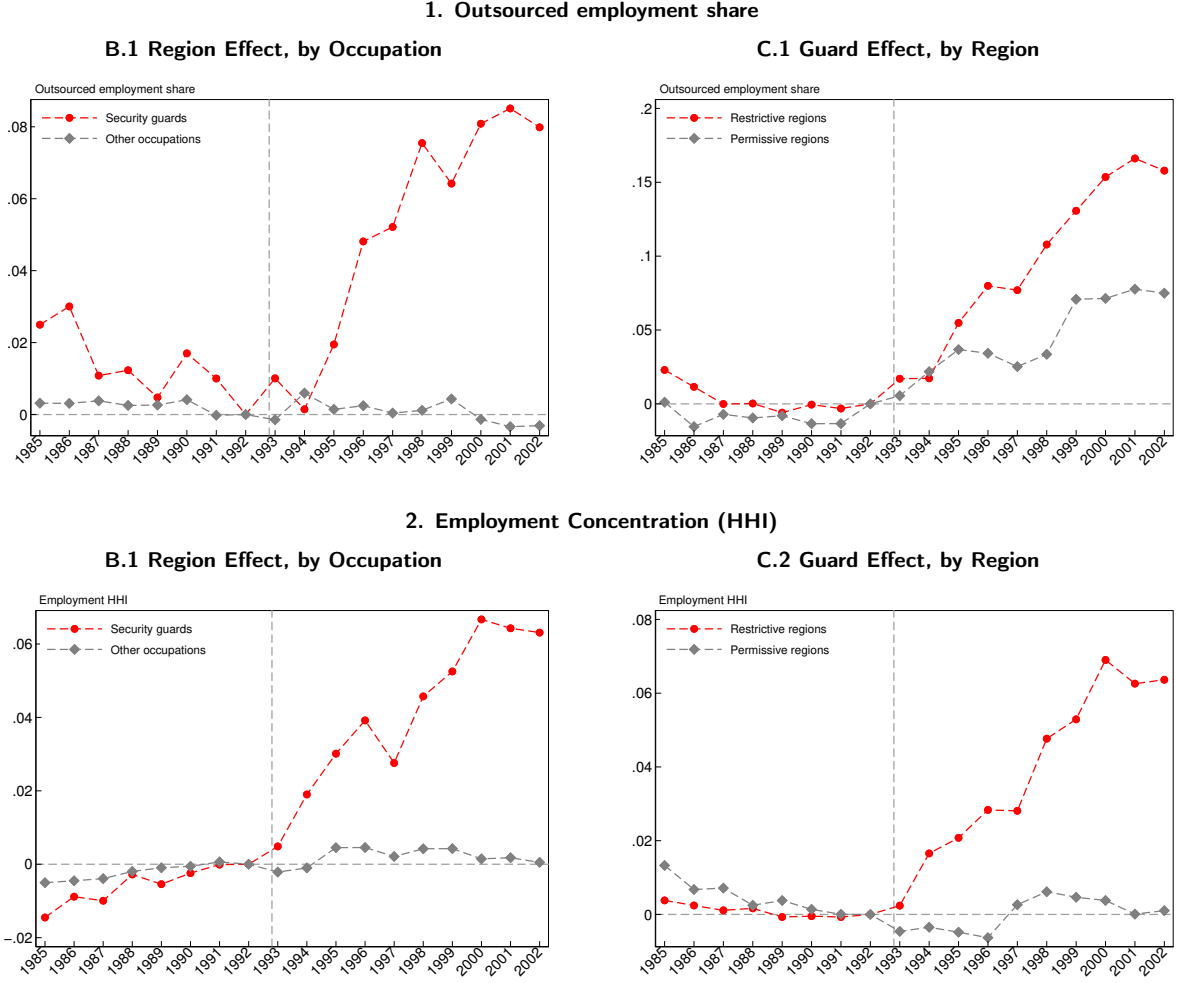 1. Outsourced employment share
B.1 Region Effect, by Occupation
Outsourced employment share
Security guards
Other occupations
.08
.06
.04
.02
0
1985 1986 1987 1988 1989 1990 1991 1992 1993 1994 1995 1996 1997 1998 1999 2000 2001 2002
C.1 Guard Effect, by Region
Outsourced employment share
Restrictive regions
Permissive regions
.2
.15
.1
.05
0
1985 1986 1987 1988 1989 1990 1991 1992 1993 1994 1995 1996 1997 1998 1999 2000 2001 2002
2. Employment Concentration (HHI)
B.1 Region Effect, by Occupation
Employment HHI
Security guards
Other occupations
.06
.04
.02
0
-.02
1985 1986 1987 1988 1989 1990 1991 1992 1993 1994 1995 1996 1997 1998 1999 2000 2001 2002
C.2 Guard Effect, by Region
Employment HHI
Restrictive regions
Permissive regions
.08
.06
.04
.02
0
1985 1986 1987 1988 1989 1990 1991 1992 1993 1994 1995 1996 1997 1998 1999 2000 2001 2002